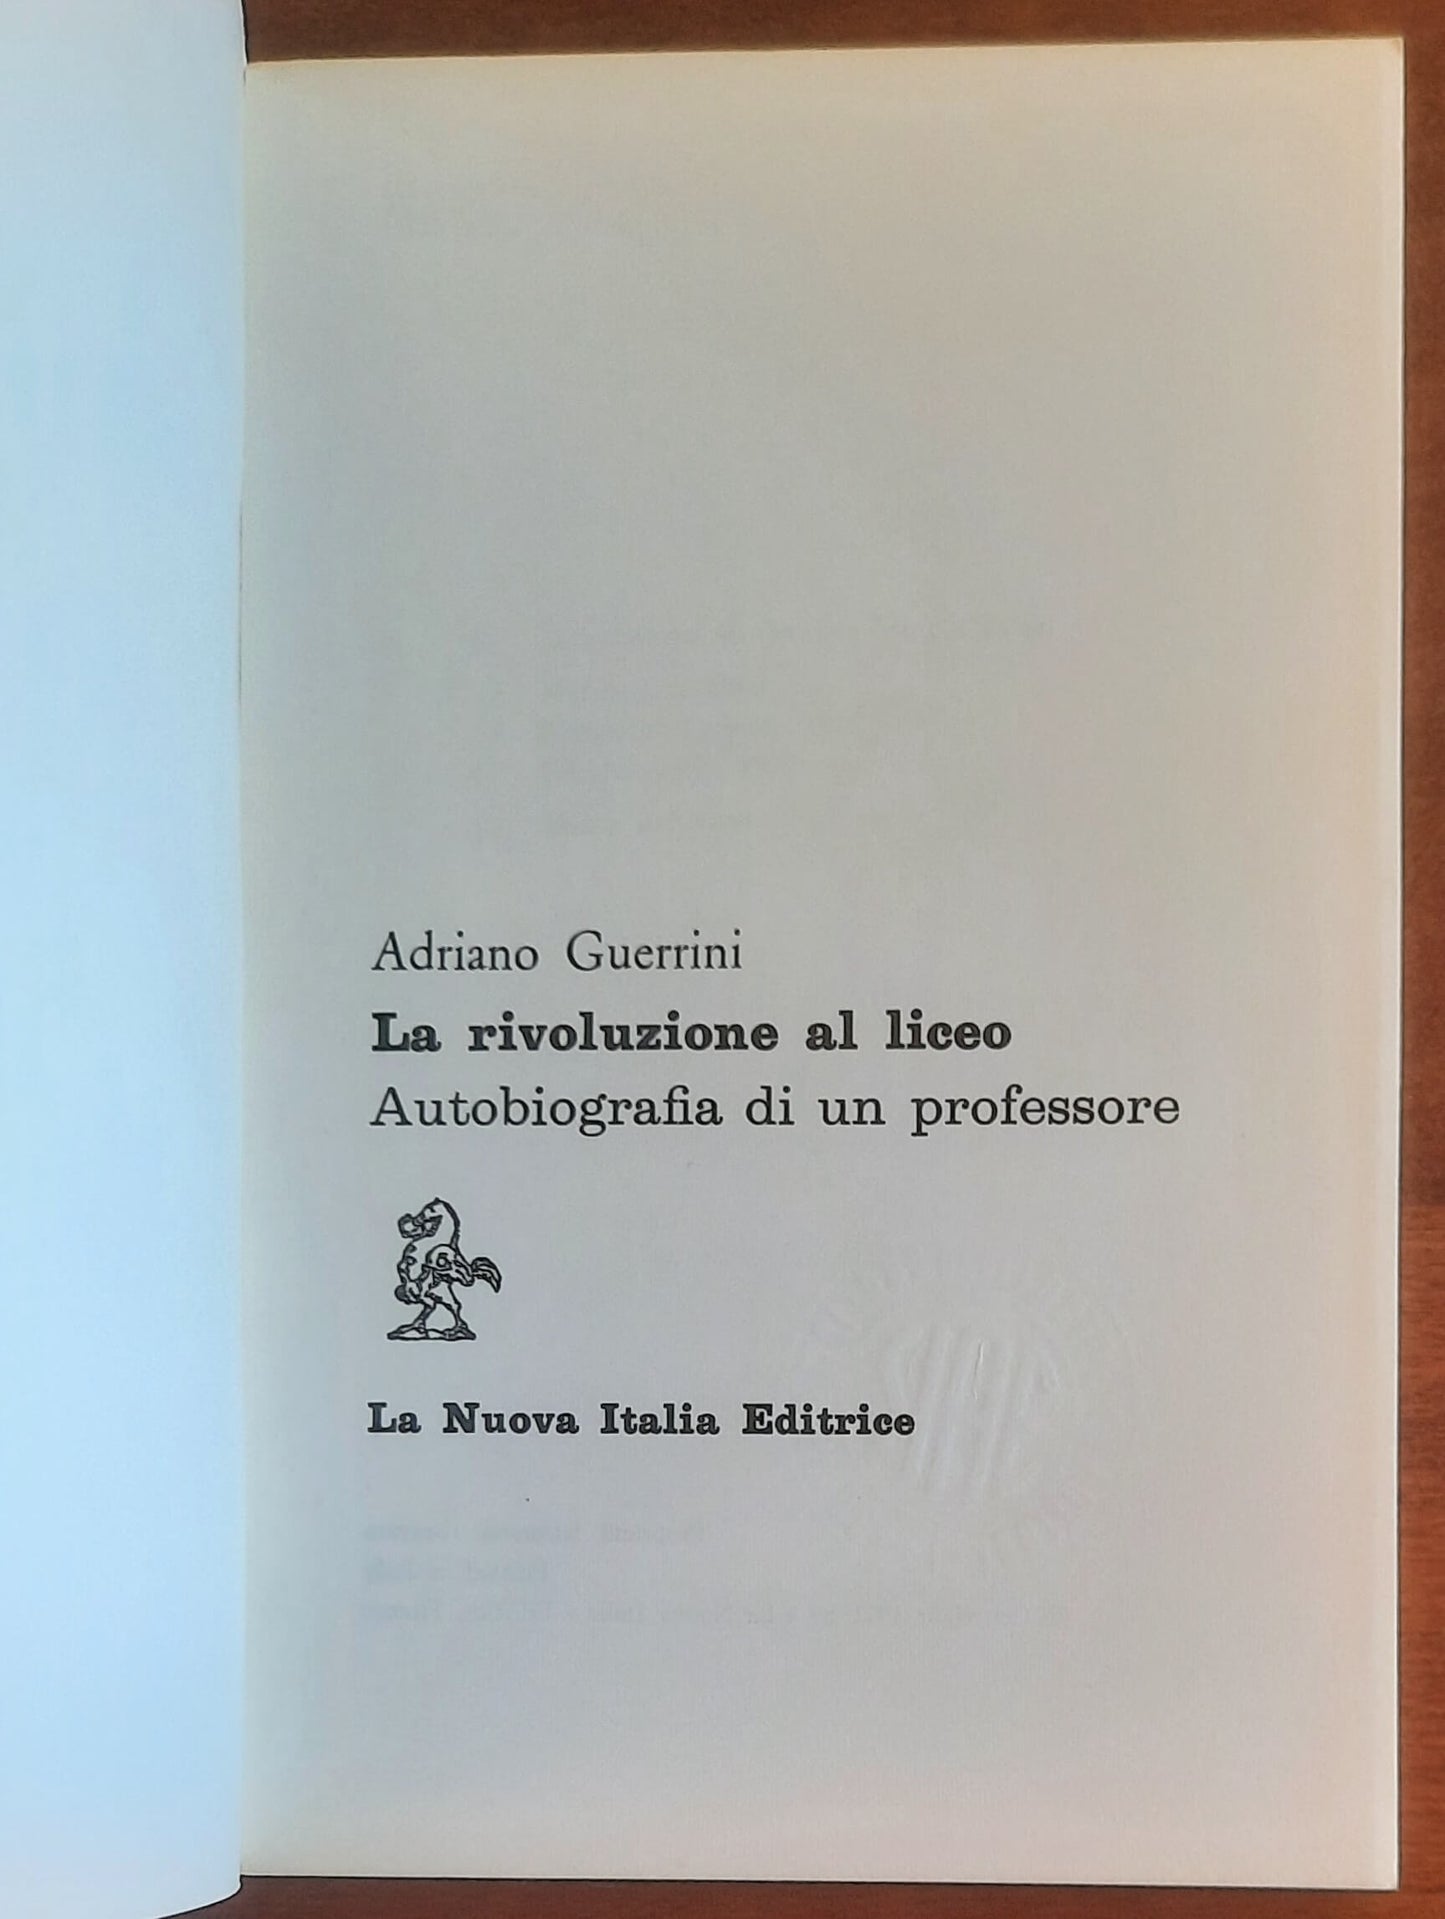 Adriano Guerrini
La rivoluzione al liceo
Autobiografia di un professore
La Nuova Italia Editrice